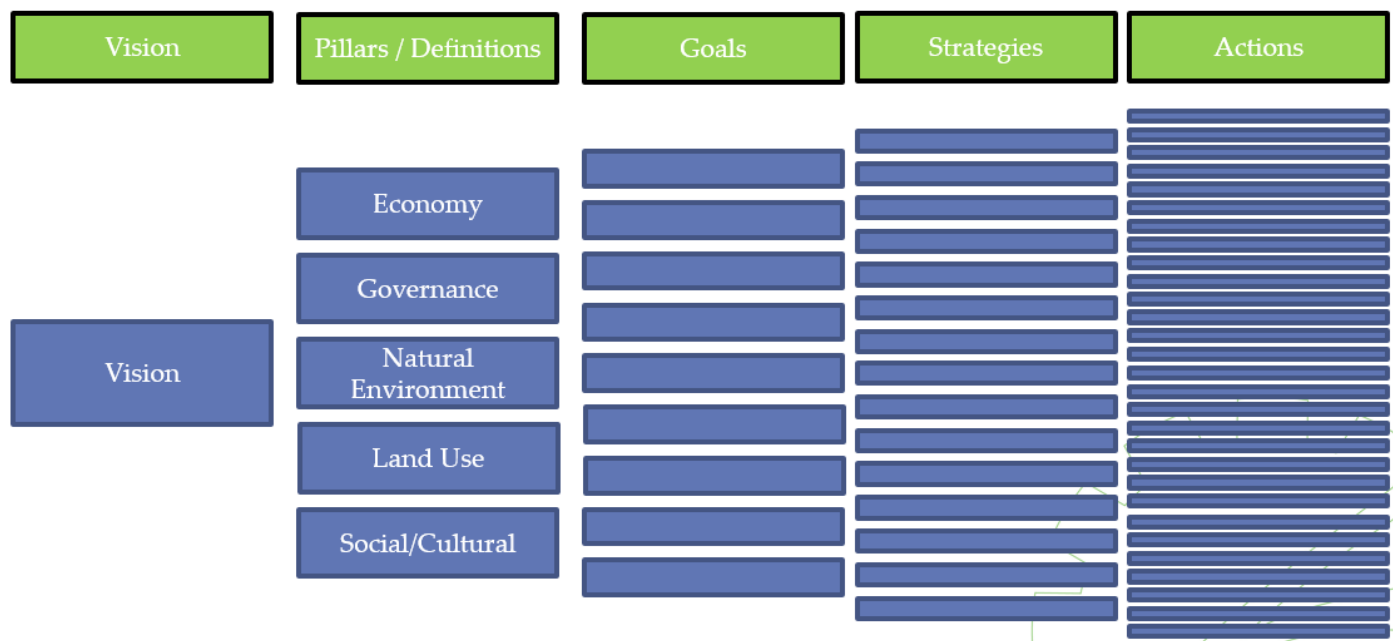 Vision
Pillars / Definitions
Goals
Strategies
Actions
Vision
Economy
Governance
Natural
Environment
Land Use
Social/Cultural